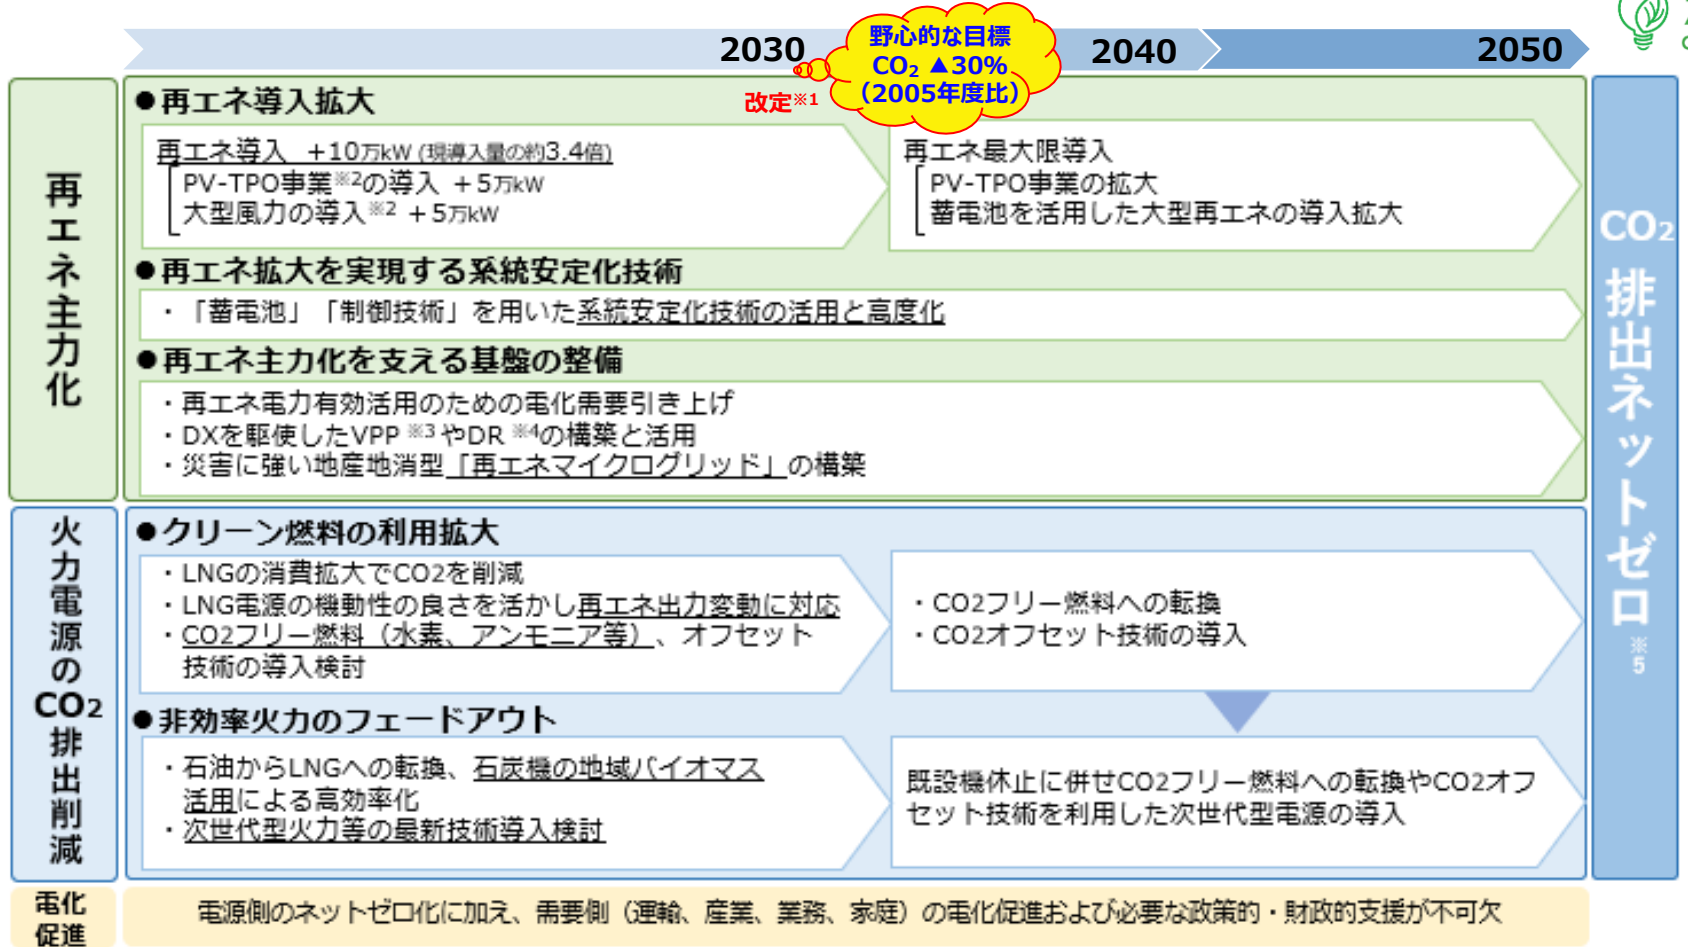 2030
野心的な目標
CO₂ ▲30%
（2005年度比）
2040
2050
改定※1
再エネ主力化
●再エネ導入拡大
再エネ導入 +10万kW (現導入量の約3.4倍)
PV-TPO事業※2の導入 +5万kW
大型風力の導入※2 +5万kW
再エネ最大限導入
PV-TPO事業の拡大
蓄電池を活用した大型再エネの導入拡大
●再エネ拡大を実現する系統安定化技術
・「蓄電池」「制御技術」を用いた系統安定化技術の活用と高度化
●再エネ主力化を支える基盤の整備
・再エネ電力有効活用のための電化需要引き上げ
・DXを駆使したVPP※3やDR※4の構築と活用
・災害に強い地産地消型「再エネマイクログリッド」の構築
火力電源のCO2排出削減
●クリーン燃料の利用拡大
・LNGの消費拡大でCO2を削減
・LNG電源の機動性の良さを活かし再エネ出力変動に対応
・CO2フリー燃料（水素、アンモニア等）、オフセット
技術の導入検討
・CO2フリー燃料への転換
・CO2オフセット技術の導入
●非効率火力のフェードアウト
・石油からLNGへの転換、石炭機の地域バイオマス
活用による高効率化
・次世代型火力等の最新技術導入検討
既設機休止に併せCO2フリー燃料への転換やCO2オフ
セット技術を利用した次世代型電源の導入
CO2排出ネットゼロ※5
電化
促進
電源側のネットゼロ化に加え、需要側（運輸、産業、業務、家庭）の電化促進および必要な政策的・財政的支援が不可欠